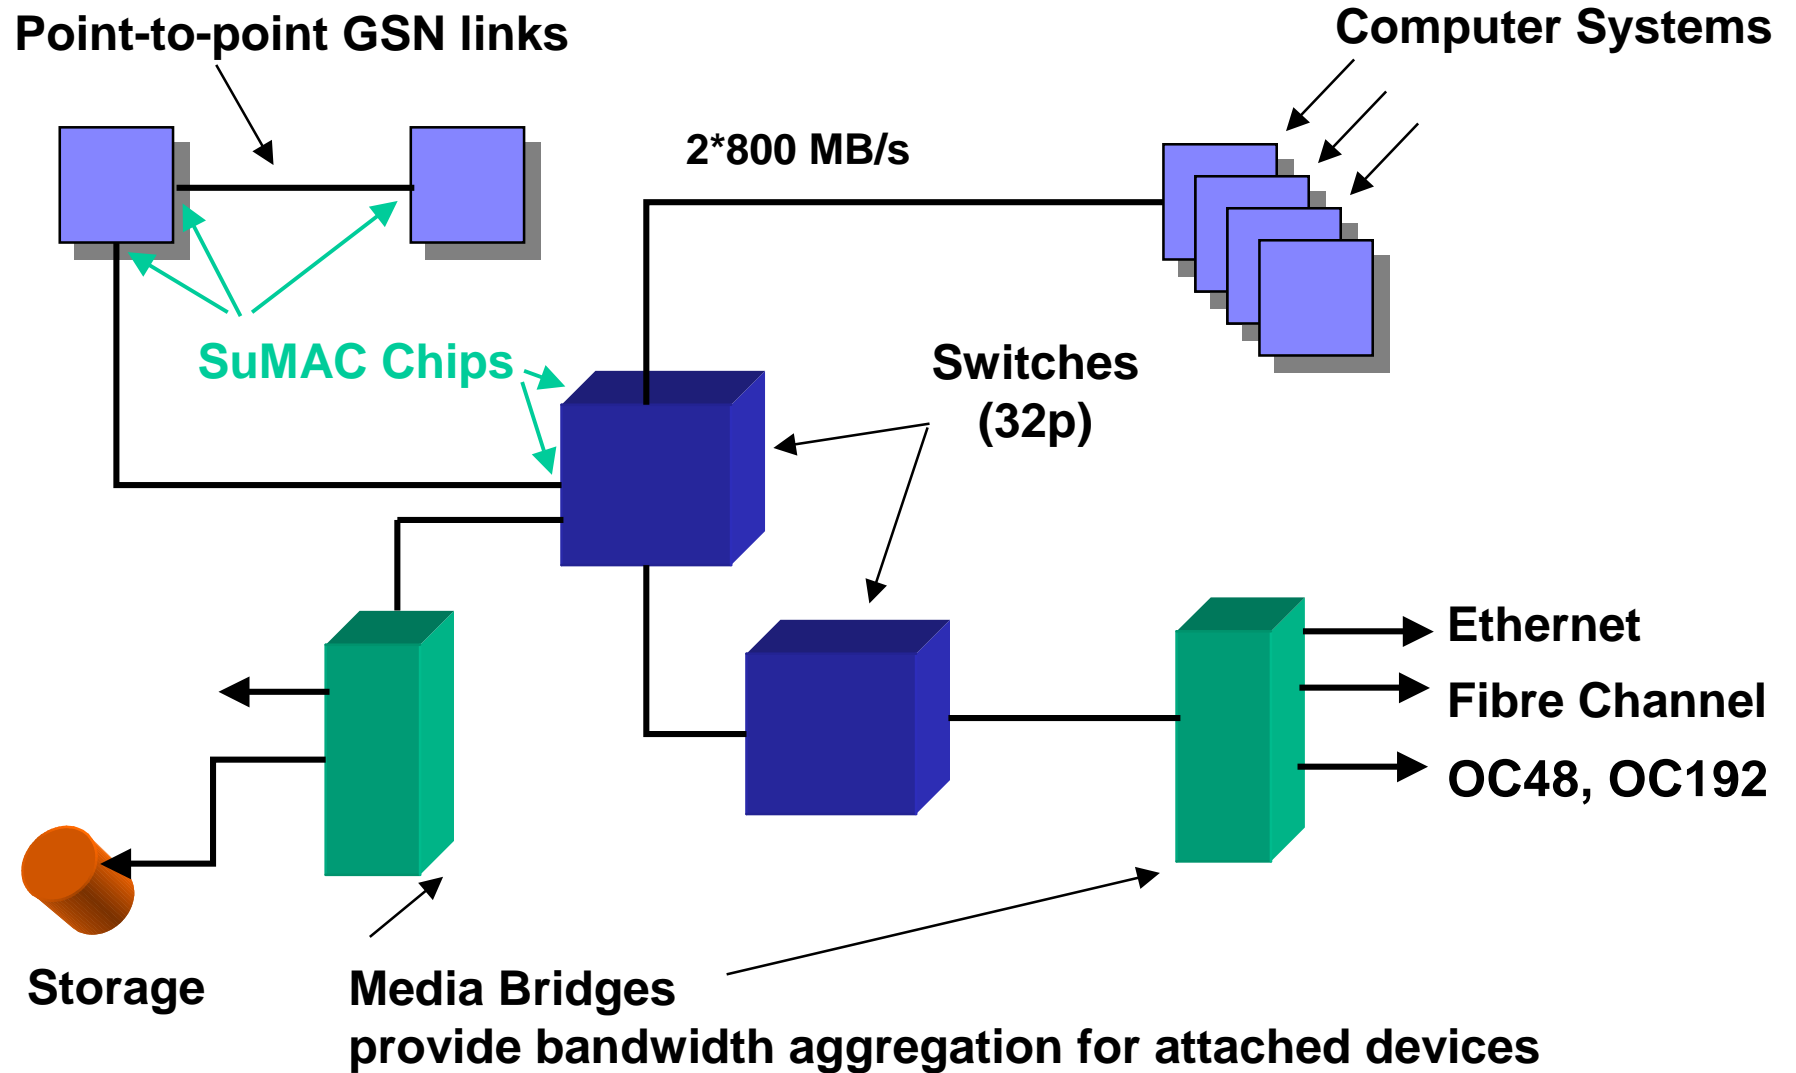 Point-to-point GSN links
Computer Systems
2*800 MB/s
SuMAC Chips
Switches
(32p)
Ethernet
Fibre Channel
OC48, OC192
Storage
Media Bridges
provide bandwidth aggregation for attached devices